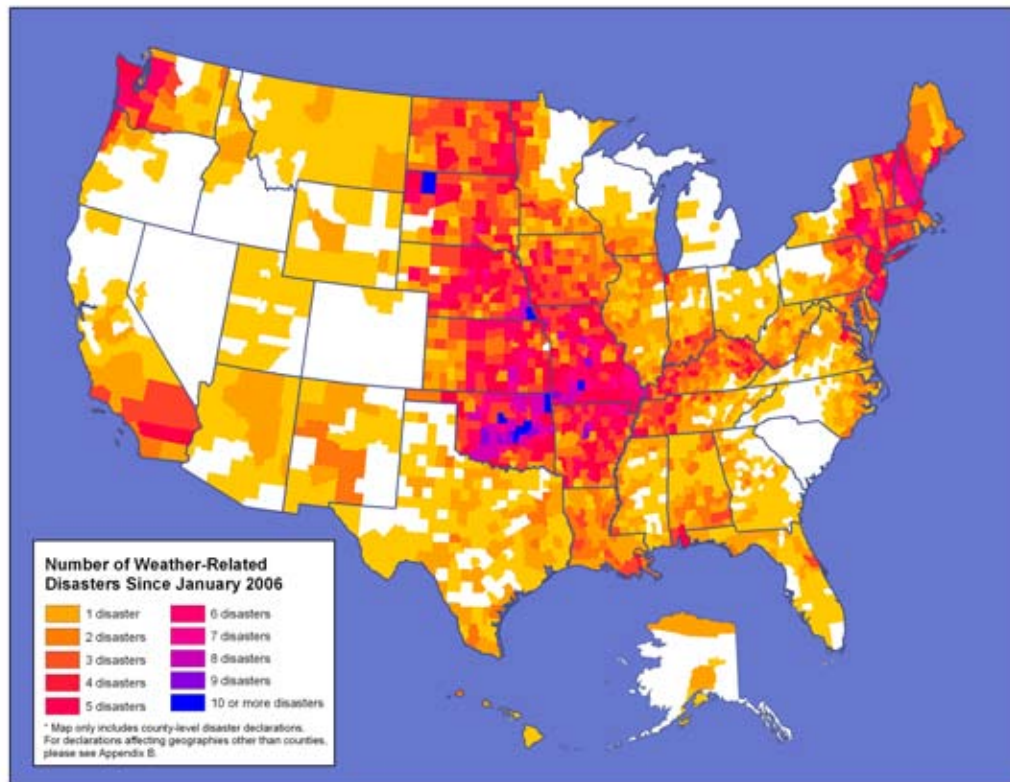 Number of Weather-Related
Disasters Since January 2006
1 disaster
2 disasters
3 disasters
4 disasters
5 disasters
6 disasters
7 disasters
8 disasters
9 disasters
10 or more disasters
* Map only includes county-level disaster declarations.
For declarations affecting geographies other than counties,
please see Appendix B.